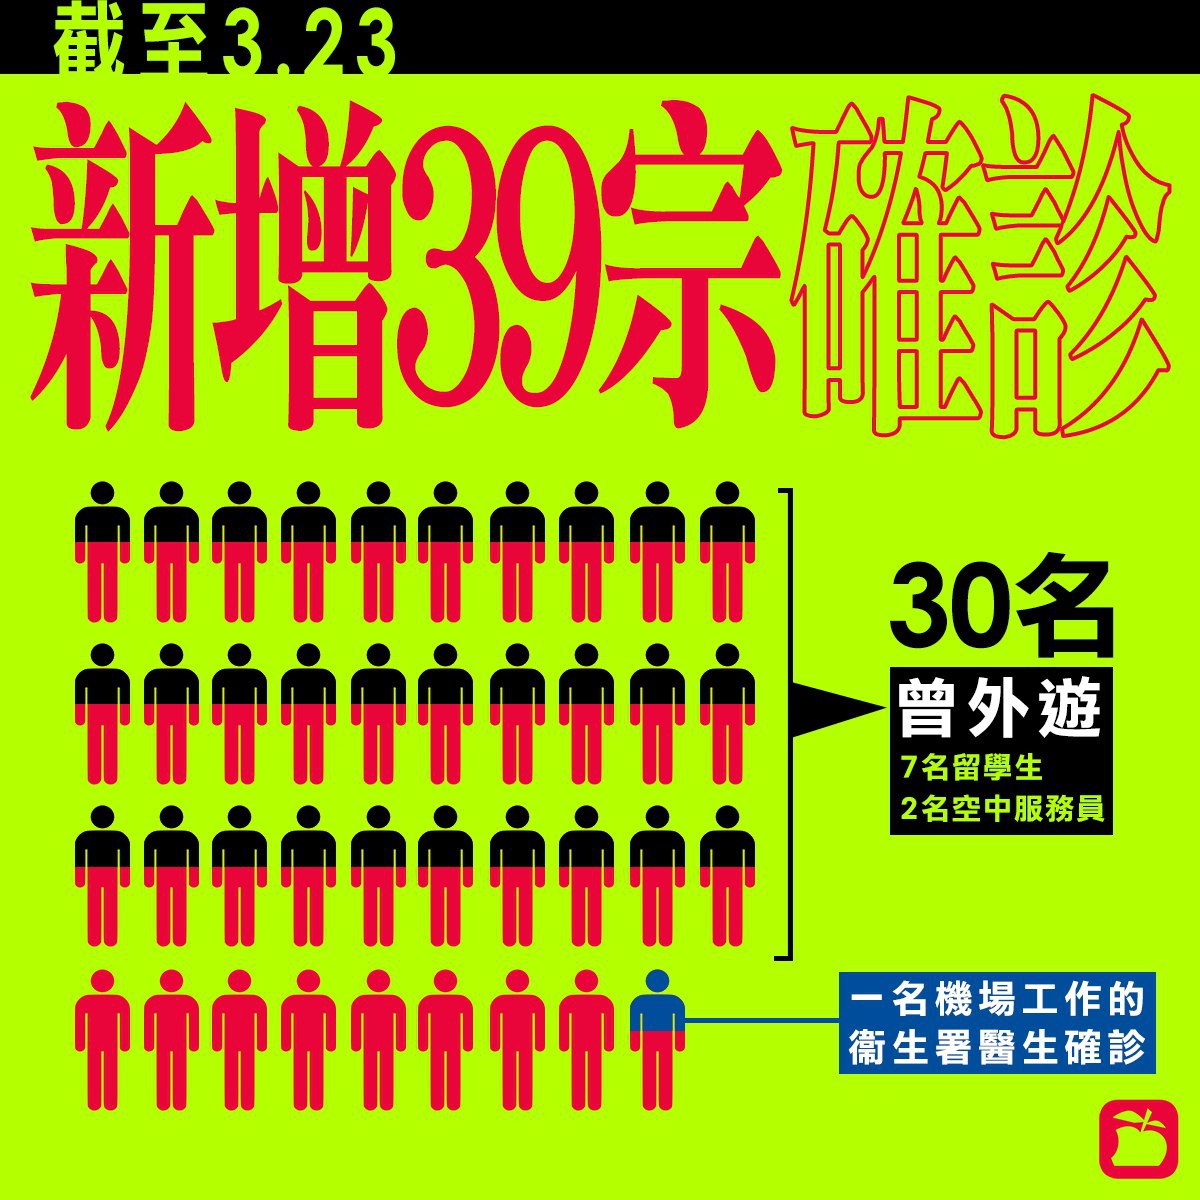 截至3.23
新增39宗確診
30名
曾外遊
7名留學生
2名空中服務員
一名機場工作的
衞生署醫生確診